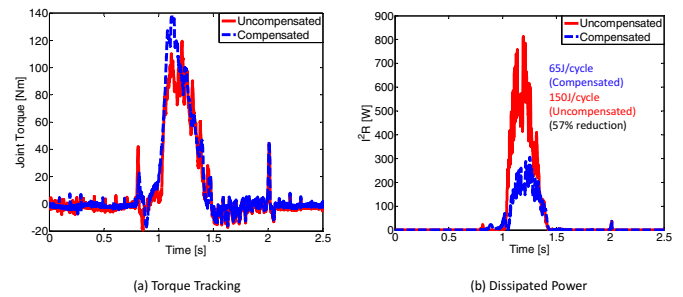 140
120
100
80
60
40
20
0
-20
Joint Torque [Nm]
Uncompensated
Compensated
0 0.5 1 1.5 2 2.5
Time [s]
(a) Torque Tracking
900
800
700
600
500
400
300
200
100
0
I²R [W]
Uncompensated
Compensated
65J/cycle
(Compensated)
150J/cycle
(Uncompensated)
(57% reduction)
0 0.5 1 1.5 2 2.5
Time [s]
(b) Dissipated Power